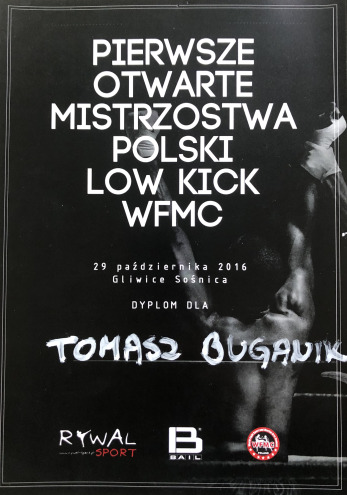 PIERWSZE
OTWARTE
MISTRZOSTWA
POLSKI
LOW KICK
WFMC
29 października 2016
Gliwice Sośnica
DYPLOM DLA
TOMASZ BUGANIK
RYWAL
SPORT
B
BAIL
WFMC